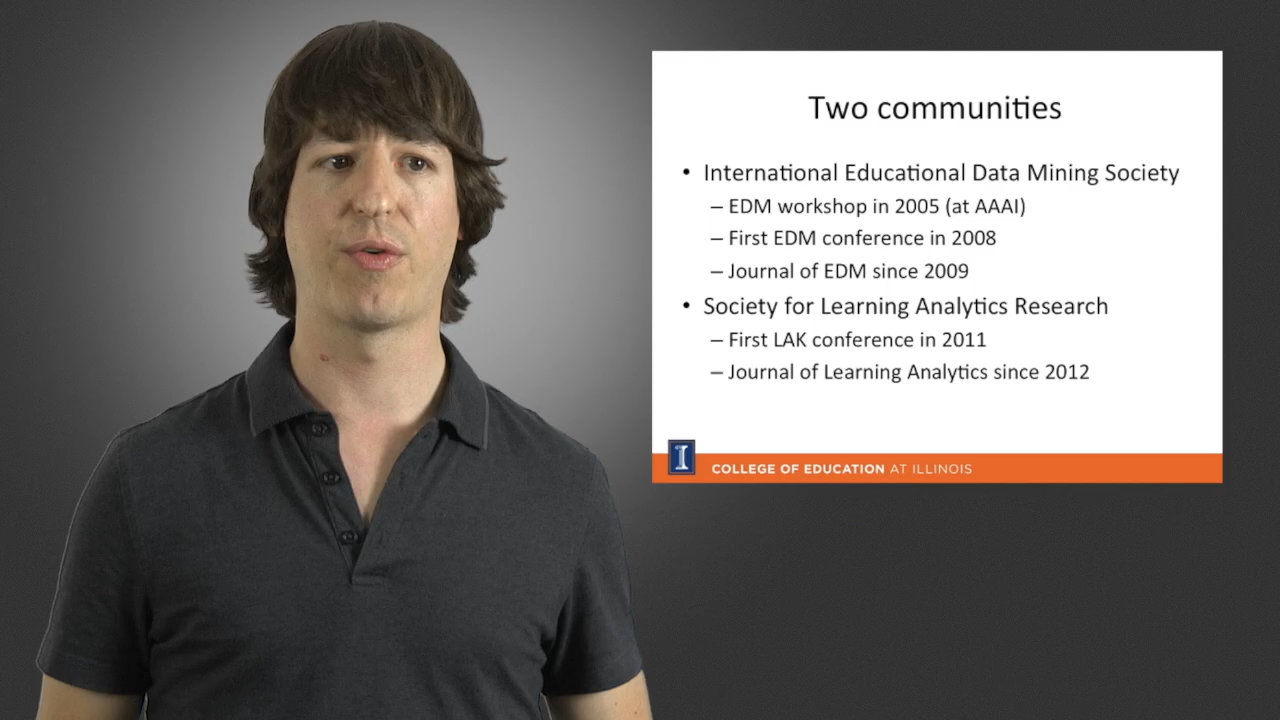 Two communities
• International Educational Data Mining Society
– EDM workshop in 2005 (at AAAI)
– First EDM conference in 2008
– Journal of EDM since 2009
• Society for Learning Analytics Research
– First LAK conference in 2011
– Journal of Learning Analytics since 2012
I
COLLEGE OF EDUCATION AT ILLINOIS